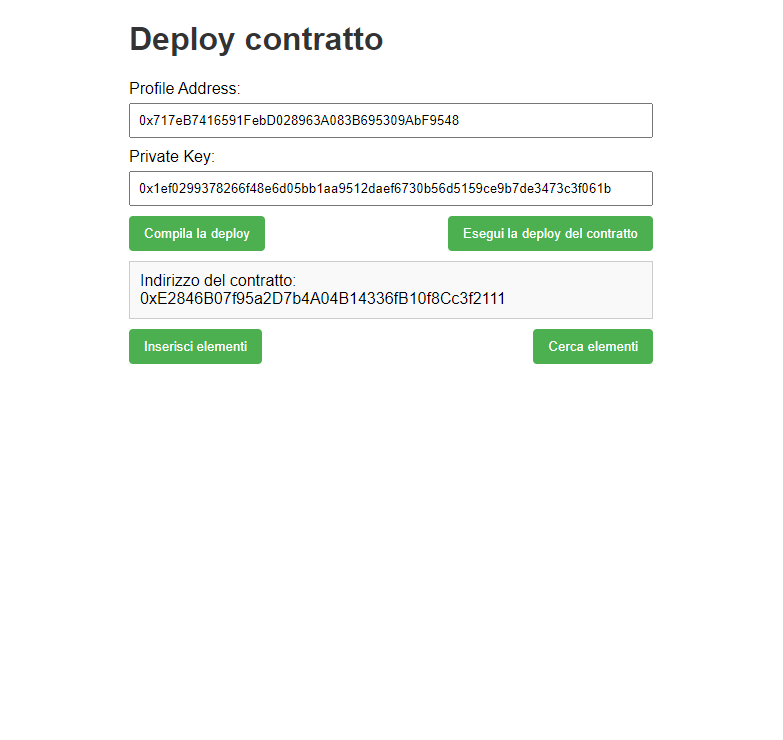 Deploy contratto
Profile Address:
0x717eB7416591FebD028963A083B695309AbF9548
Private Key:
0x1ef0299378266f48e6d05bb1aa9512daef6730b56d5159ce9b7de3473c3f061b
Compila la deploy
Esegui la deploy del contratto
Indirizzo del contratto:
0xE2846B07f95a2D7b4A04B14336fB10f8Cc3f2111
Inserisci elementi
Cerca elementi